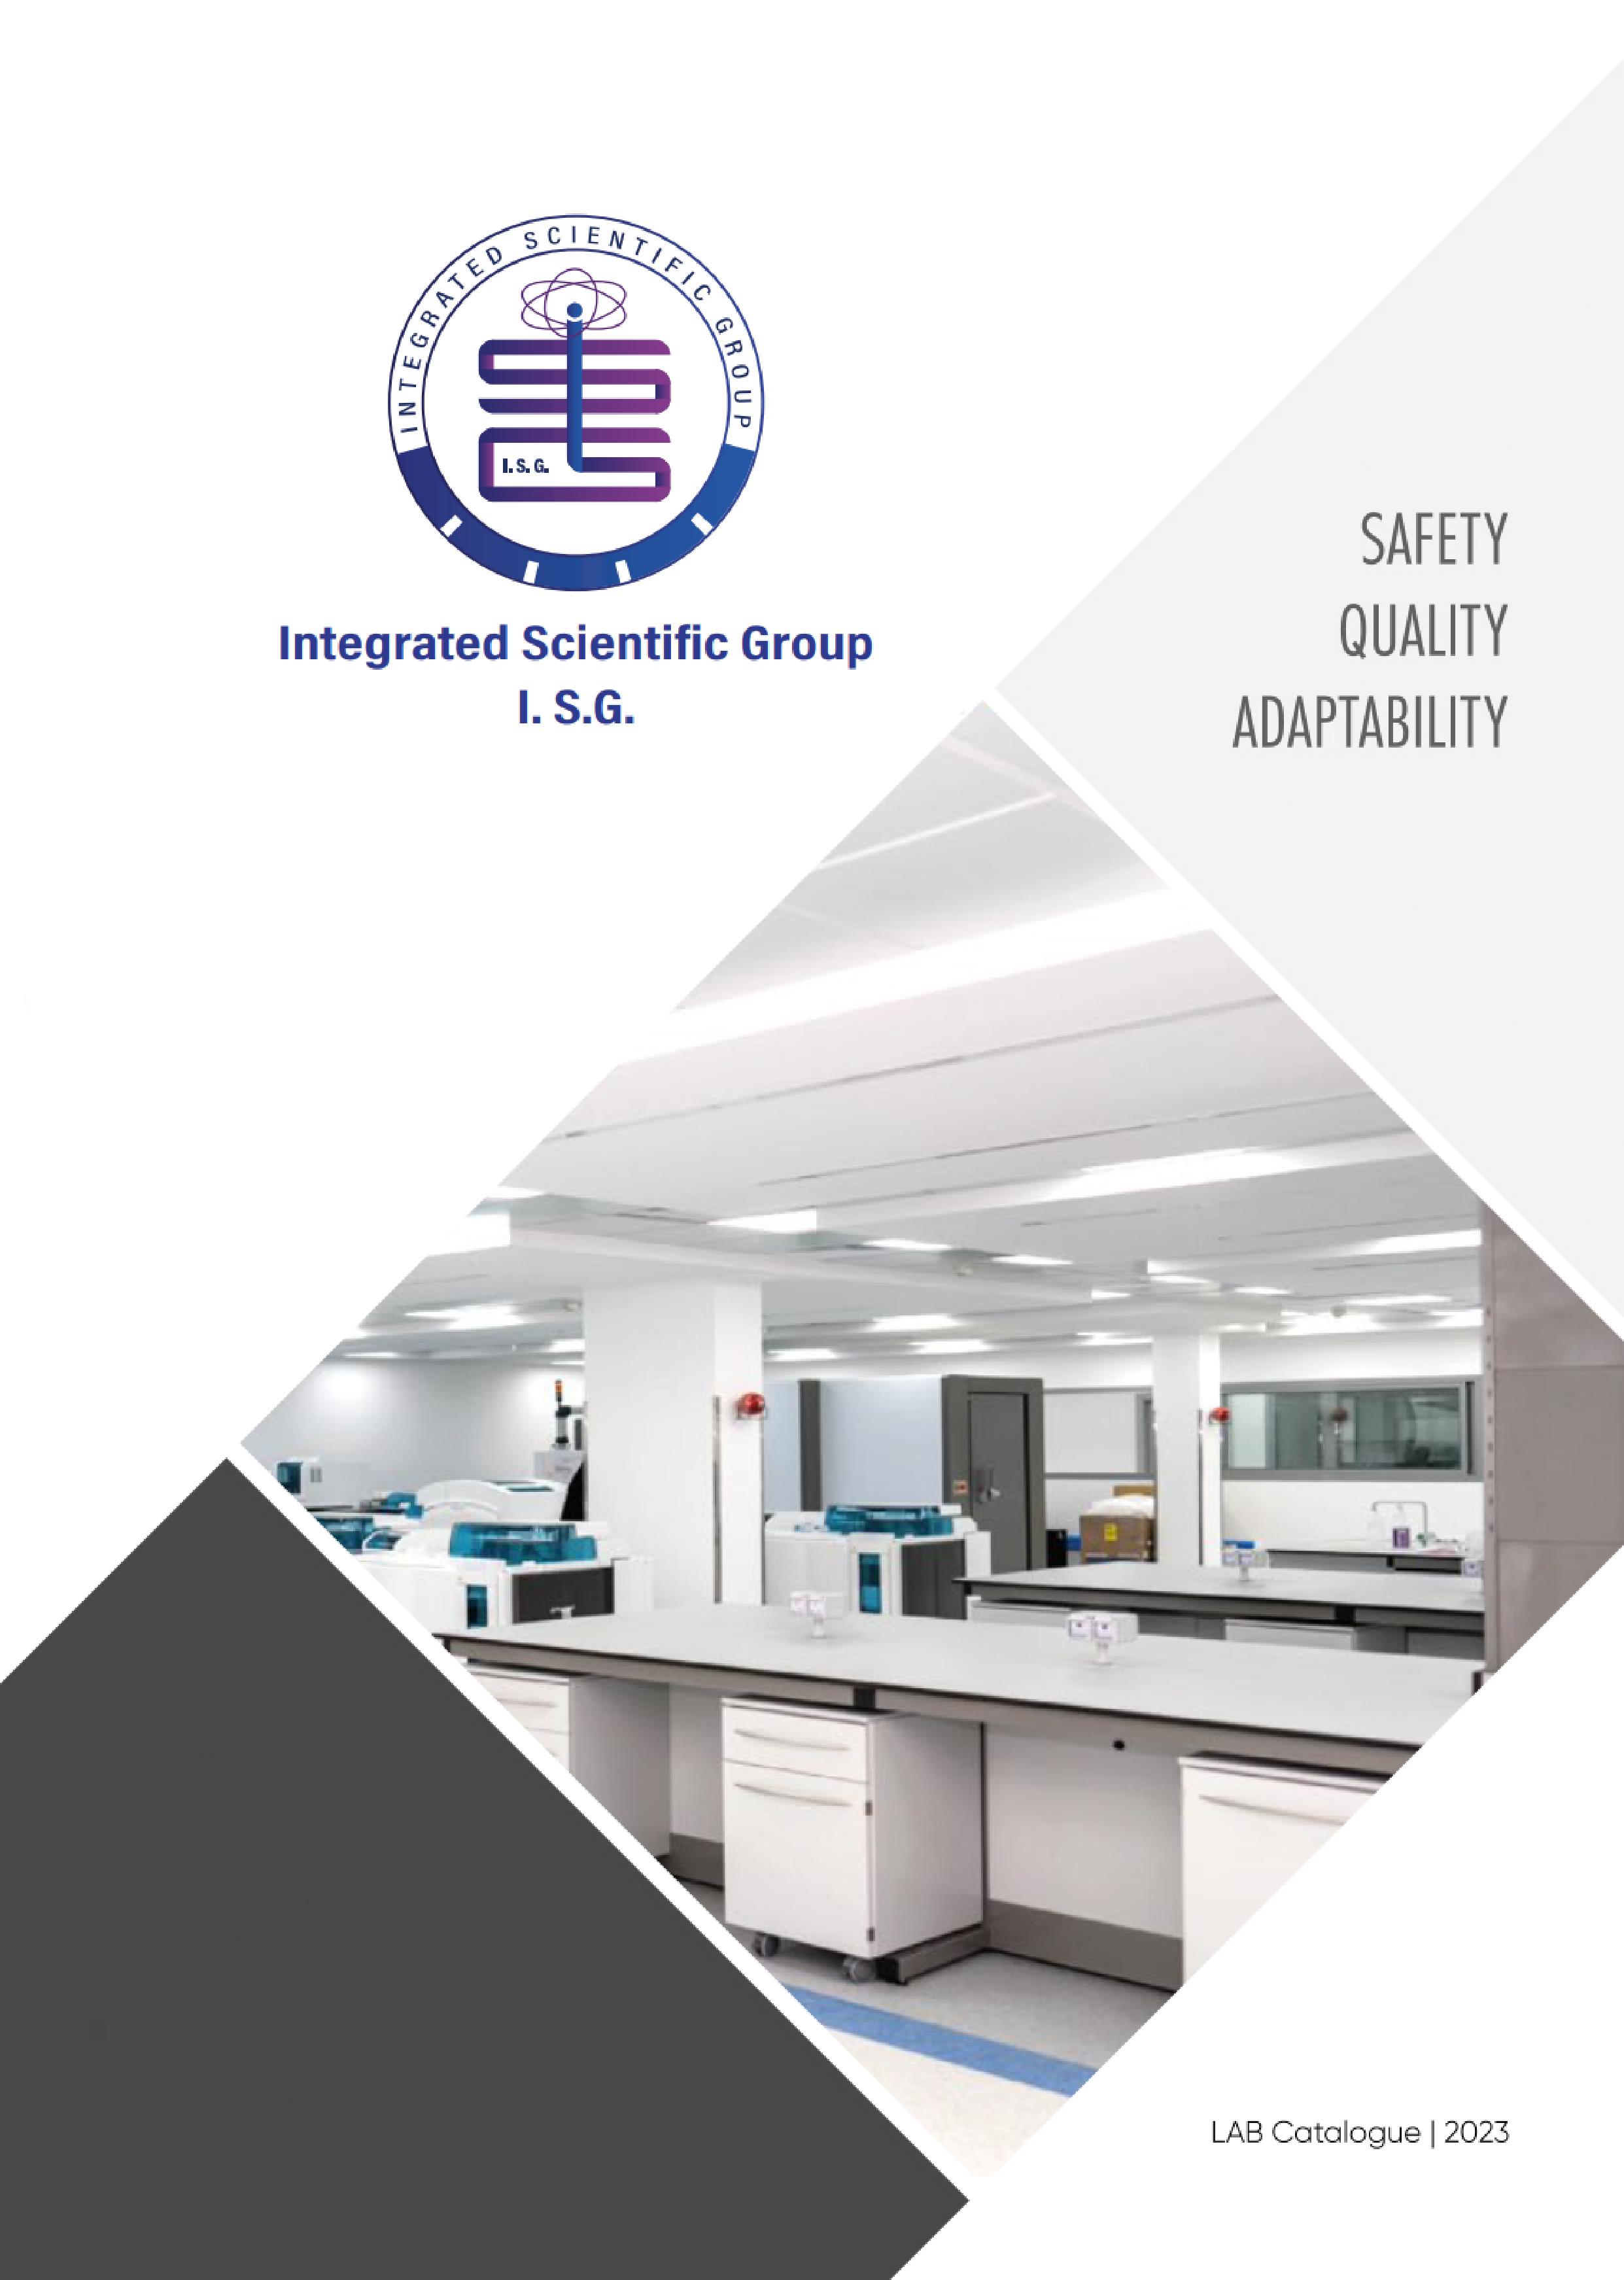 INTEGRATED SCIENTIFIC GROUP
I. S. G.
Integrated Scientific Group
I. S.G.
SAFETY
QUALITY
ADAPTABILITY
LAB Catalogue | 2023